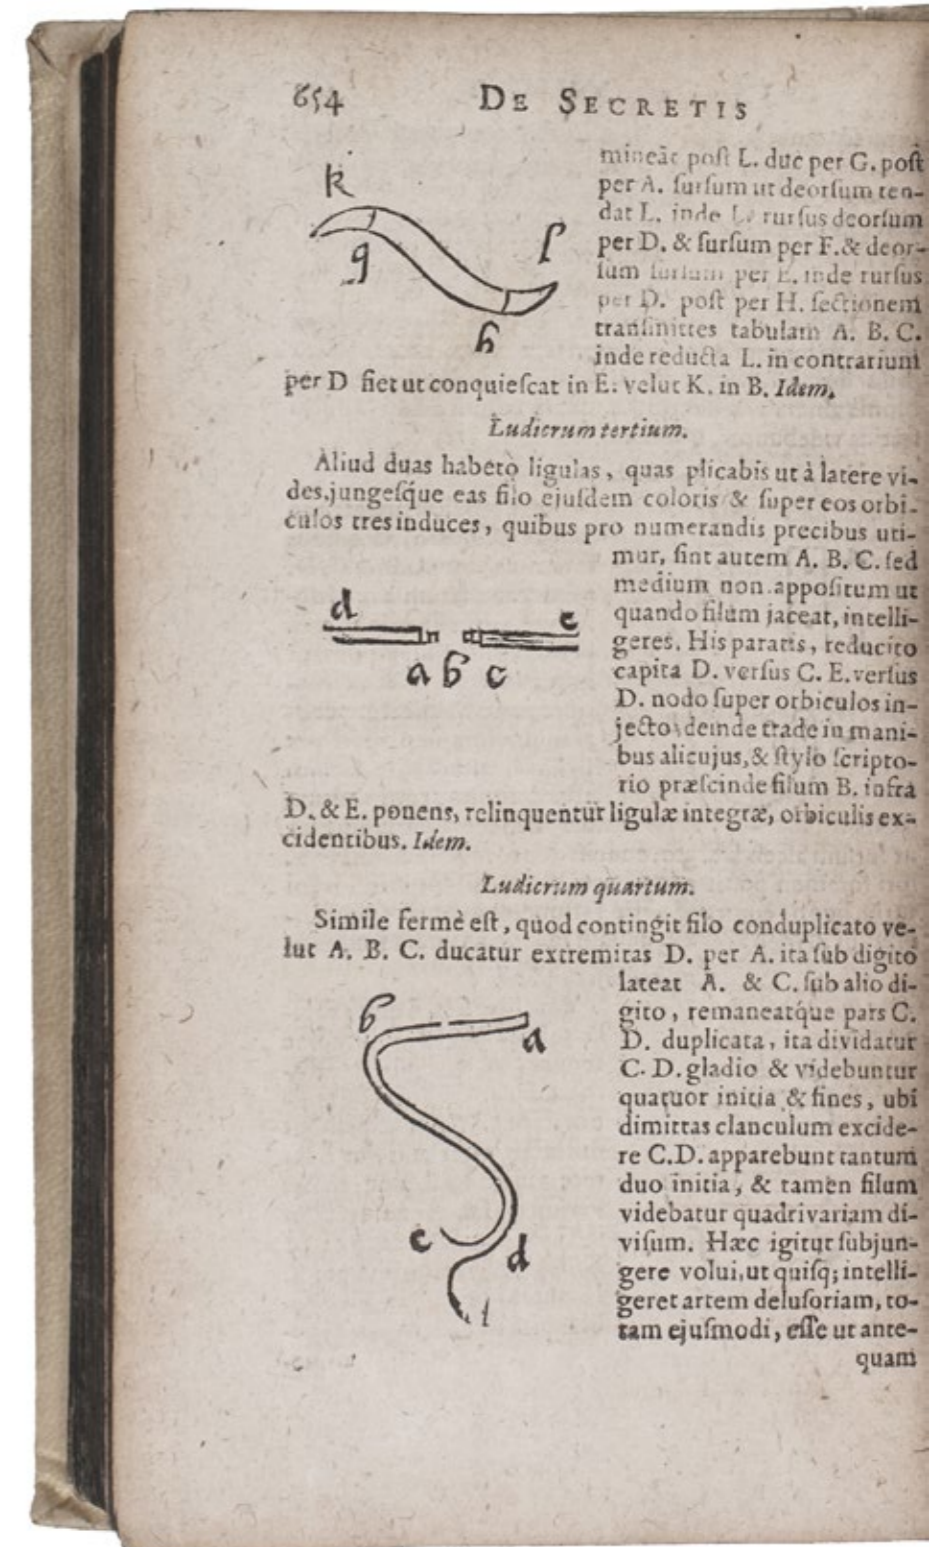 654 DE SECRETIS
mineãt poſt L. duc per G. poſt
per A. ſurſum ut deorſum ten-
dat L. inde L. rurſus deorſum
per D. & ſurſum per F. & deor-
ſum ſurſum per E. inde rurſus
per D. poſt per H. ſectionem
tranſmittes tabulam A. B. C.
inde reducta L. in contrarium
per D fiet ut conquieſcat in E. velut K. in B. Idem.
k
g
l
h
Ludicrum tertium.
Aliud duas habeto ligulas, quas plicabis ut à latere vi-
des, jungeſq́ue eas filo ejuſdem coloris & ſuper eos orbi-
culos tres induces, quibus pro numerandis precibus uti-
mur, ſint autem A. B. C. ſed
medium non appoſitum ut
quando filum jaceat, intelli-
geres. His paratis, reducito
capita D. verſus C. E. verſus
D. nodo ſuper orbiculos in-
jecto, deinde trade in mani-
bus alicujus, & ſtylo ſcripto-
rio præſcinde filum B. infra
D. & E. ponens, relinquentur ligulæ integræ, orbiculis ex-
cidentibus. Idem.
d e
a b c
Ludicrum quartum.
Simile fermè eſt, quod contingit filo conduplicato ve-
lut A. B. C. ducatur extremitas D. per A. ita ſub digito
lateat A. & C. ſub alio di-
gito, remaneatq́ue pars C.
D. duplicata, ita dividatur
C. D. gladio & videbuntur
quatuor initia & fines, ubi
dimittas clanculum excide-
re C. D. apparebunt tantum
duo initia, & tamen filum
videbatur quadrivariam di-
viſum. Hæc igitur ſubjun-
gere volui, ut quiſq; intelli-
geret artem deluſoriam, to-
tam ejuſmodi, eſſe ut ante-
quam
b
a
c
d